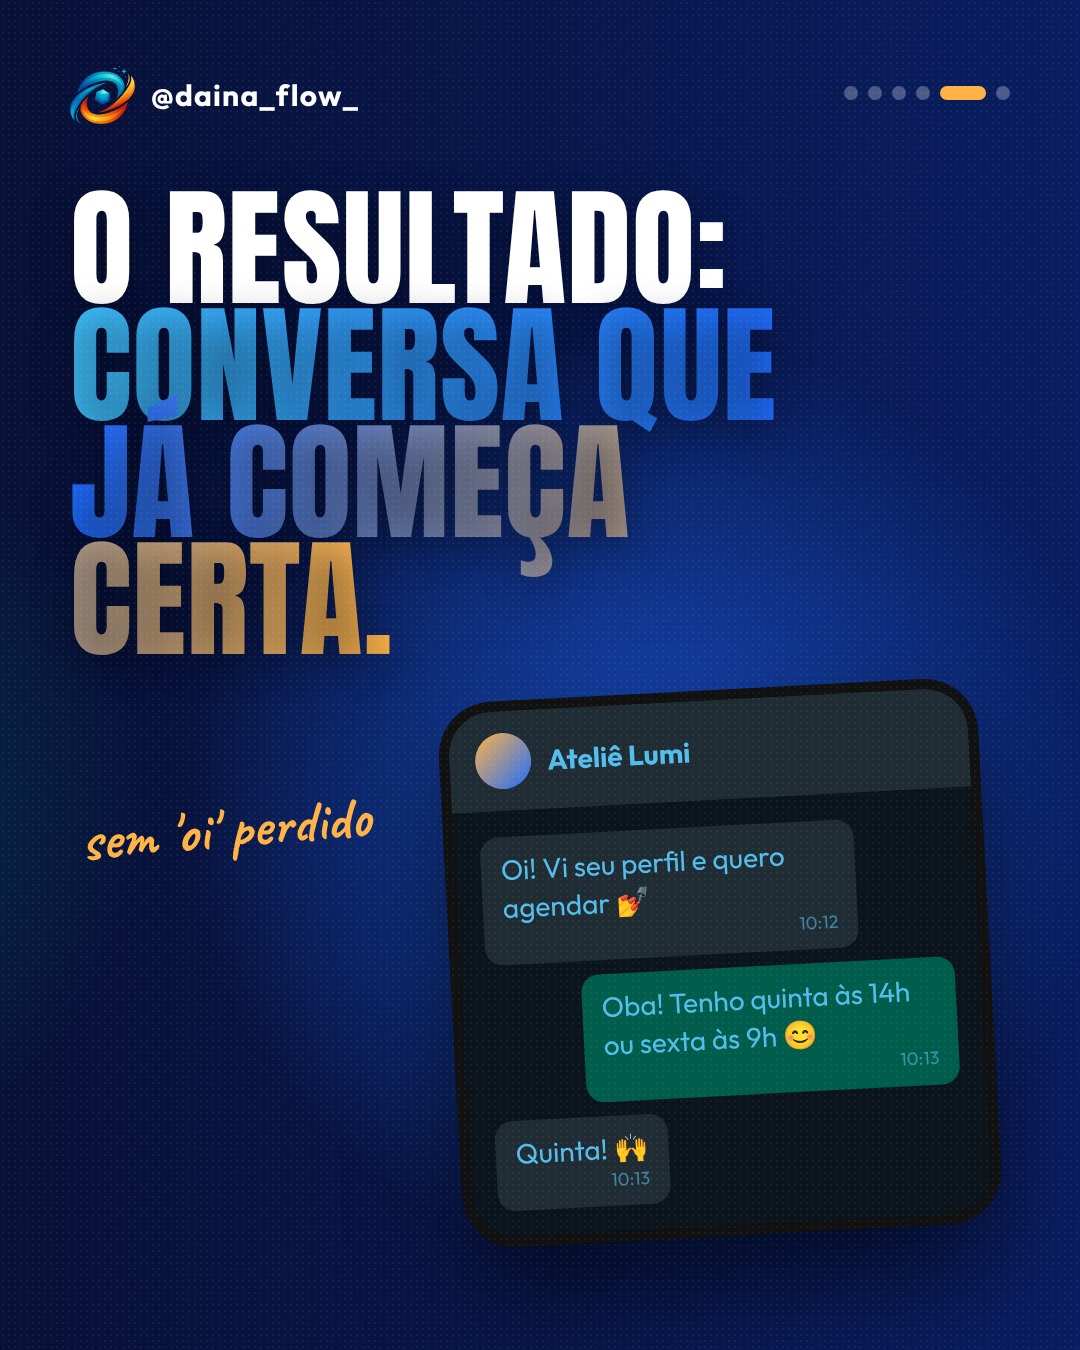 @daina_flow_
O RESULTADO:
CONVERSA QUE
JÁ COMEÇA
CERTA.
Ateliê Lumi
sem 'oi' perdido
Oi! Vi seu perfil e quero
agendar 💅
10:12
Oba! Tenho quinta às 14h
ou sexta às 9h 😊
10:13
Quinta! 🙌
10:13